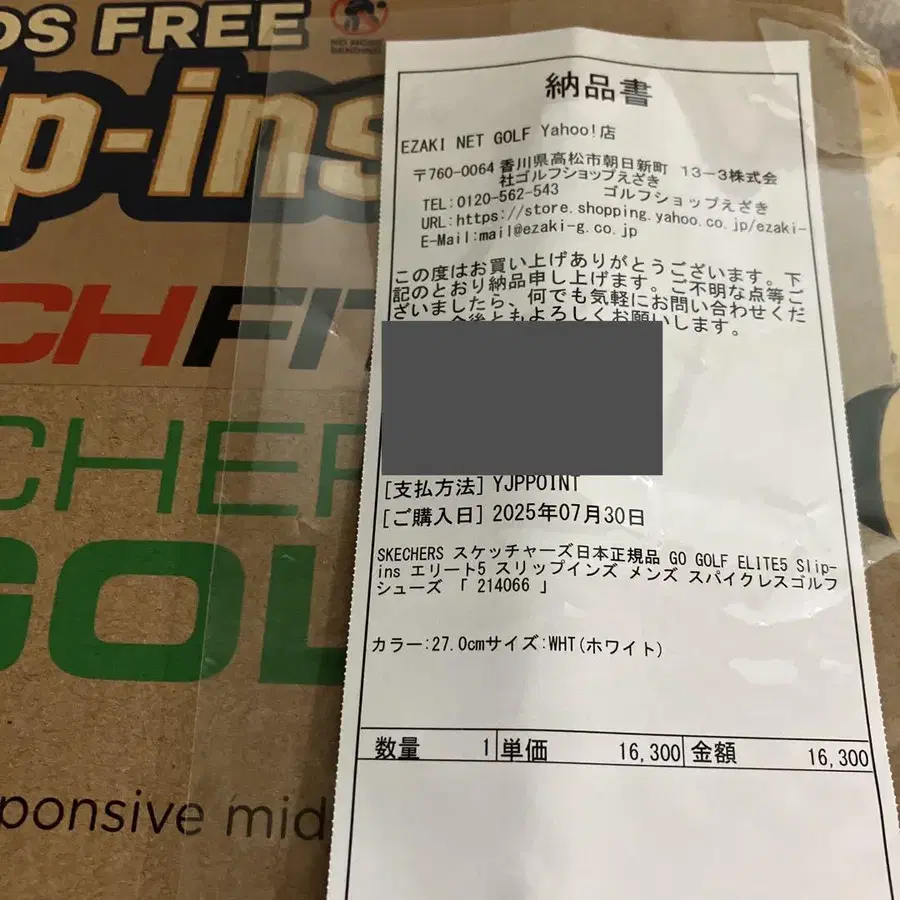 DS FREE
NO MORE BENDING
p-ins
CHFIT
CHER
GOL
ponsive mid
納品書
EZAKI NET GOLF Yahoo!店
〒760-0064 香川県高松市朝日新町 13-3株式会
社ゴルフショップえざき
TEL:0120-562-543 ゴルフショップえざき
URL:https://store.shopping.yahoo.co.jp/ezaki-
E-Mail:mail@ezaki-g.co.jp
この度はお買い上げありがとうございます。下
記のとおり納品申し上げます。ご不明な点等ご
ざいましたら、何でも気軽にお問い合わせくだ
今後ともよろしくお願いします。
[支払方法] YJPPOINT
[ご購入日] 2025年07月30日
SKECHERS スケッチャーズ日本正規品 GO GOLF ELITE5 Slip-
ins エリート5 スリップインズ メンズ スパイクレスゴルフ
シューズ 「 214066 」
カラー:27.0cmサイズ:WHT(ホワイト)
数量 1 単価 16,300 金額 16,300